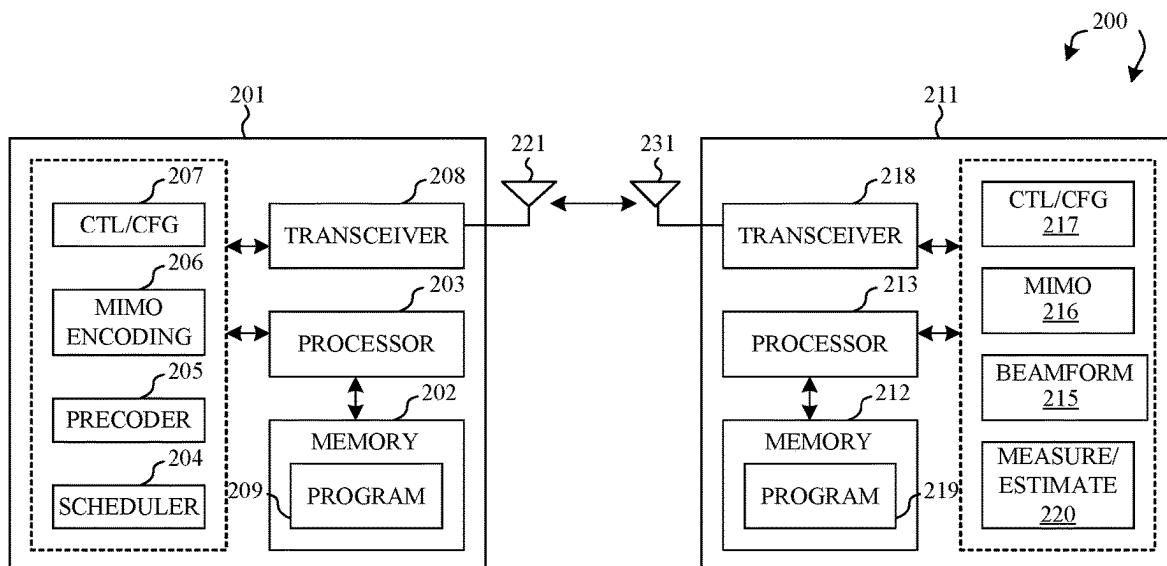 200
201
211
221
231
207
208
218
CTL/CFG
TRANSCEIVER
TRANSCEIVER
CTL/CFG
217
206
203
213
MIMO
ENCODING
PROCESSOR
PROCESSOR
MIMO
216
205
202
212
PRECODER
MEMORY
MEMORY
BEAMFORM
215
204
SCHEDULER
209
PROGRAM
PROGRAM
219
MEASURE/
ESTIMATE
220